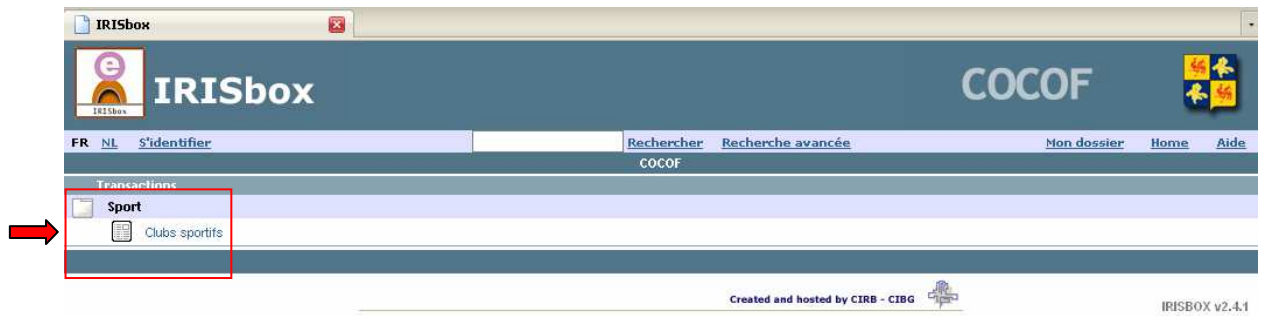 IRISbox
e
IRISbox
IRISbox
COCOF
FR NL S'identifier Rechercher Recherche avancée Mon dossier Home Aide
COCOF
Transactions
Sport
Clubs sportifs
Created and hosted by CIRB - CIBG
IRISBOX v2.4.1